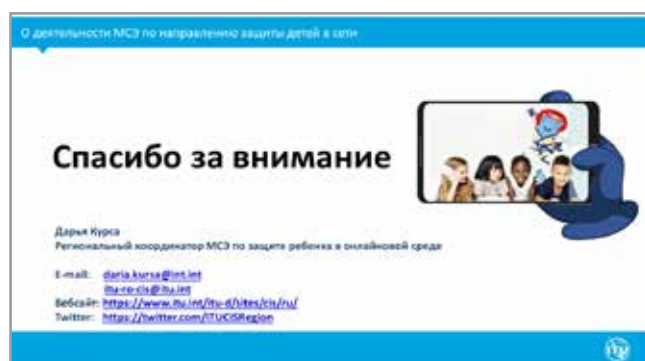 О деятельности МСЭ по направлению защиты детей в сети
Спасибо за внимание
Дарья Курса
Региональный координатор МСЭ по защите ребенка в онлайновой среде
E-mail: daria.kursa@int.int
itu-ro-cis@itu.int
Вебсайт: https://www.itu.int/itu-d/sites/cis/ru/
Twitter: https://twitter.com/ITUCISRegion
itu